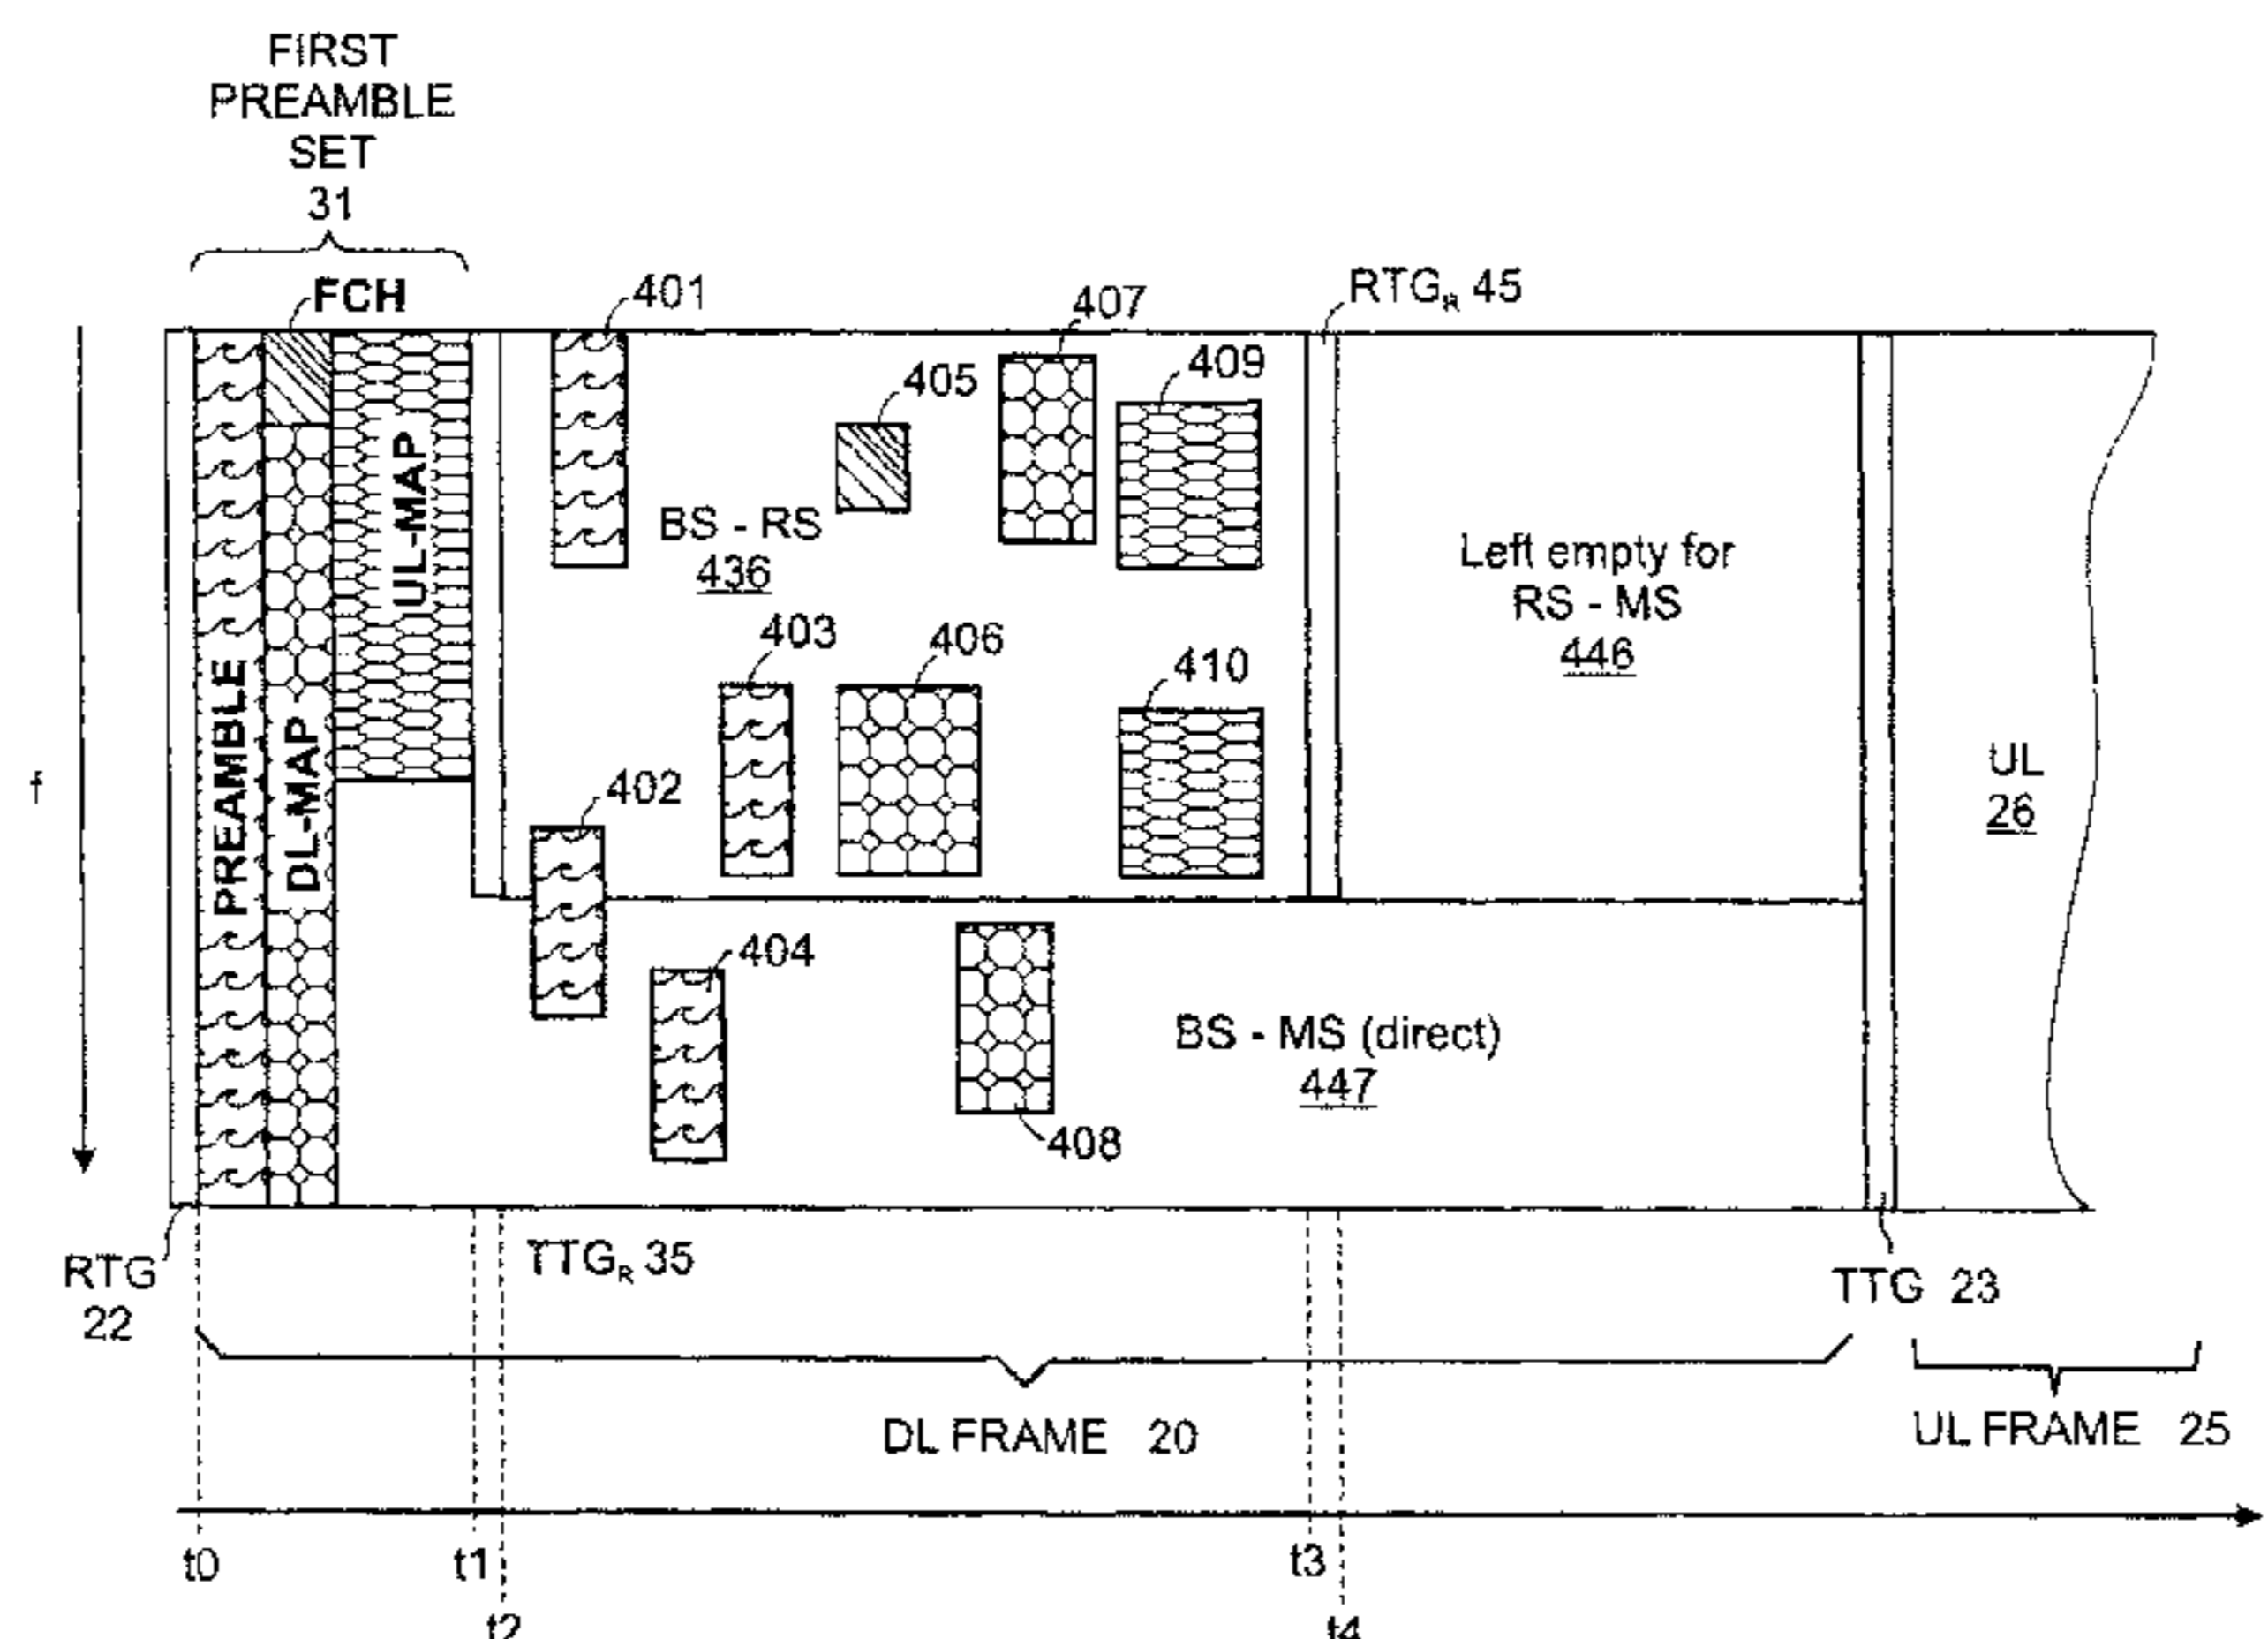 FIRST
PREAMBLE
SET
31
FCH
401
407
RTG_R 45
405
409
UL-MAP
BS - RS
436
Left empty for
RS - MS
446
403
406
410
PREAMBLE
DL-MAP
402
UL
26
f
404
BS - MS (direct)
447
408
RTG
22
TTG_R 35
TTG 23
DL FRAME 20
UL FRAME 25
t0
t1
t2
t3
t4